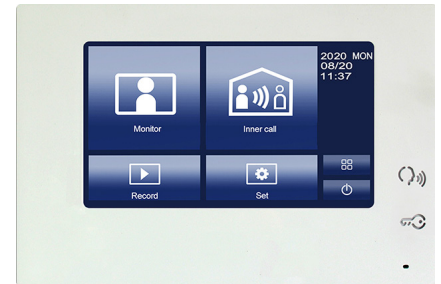 2020 MON
08/20
11:37
Monitor
Inner call
Record
Set